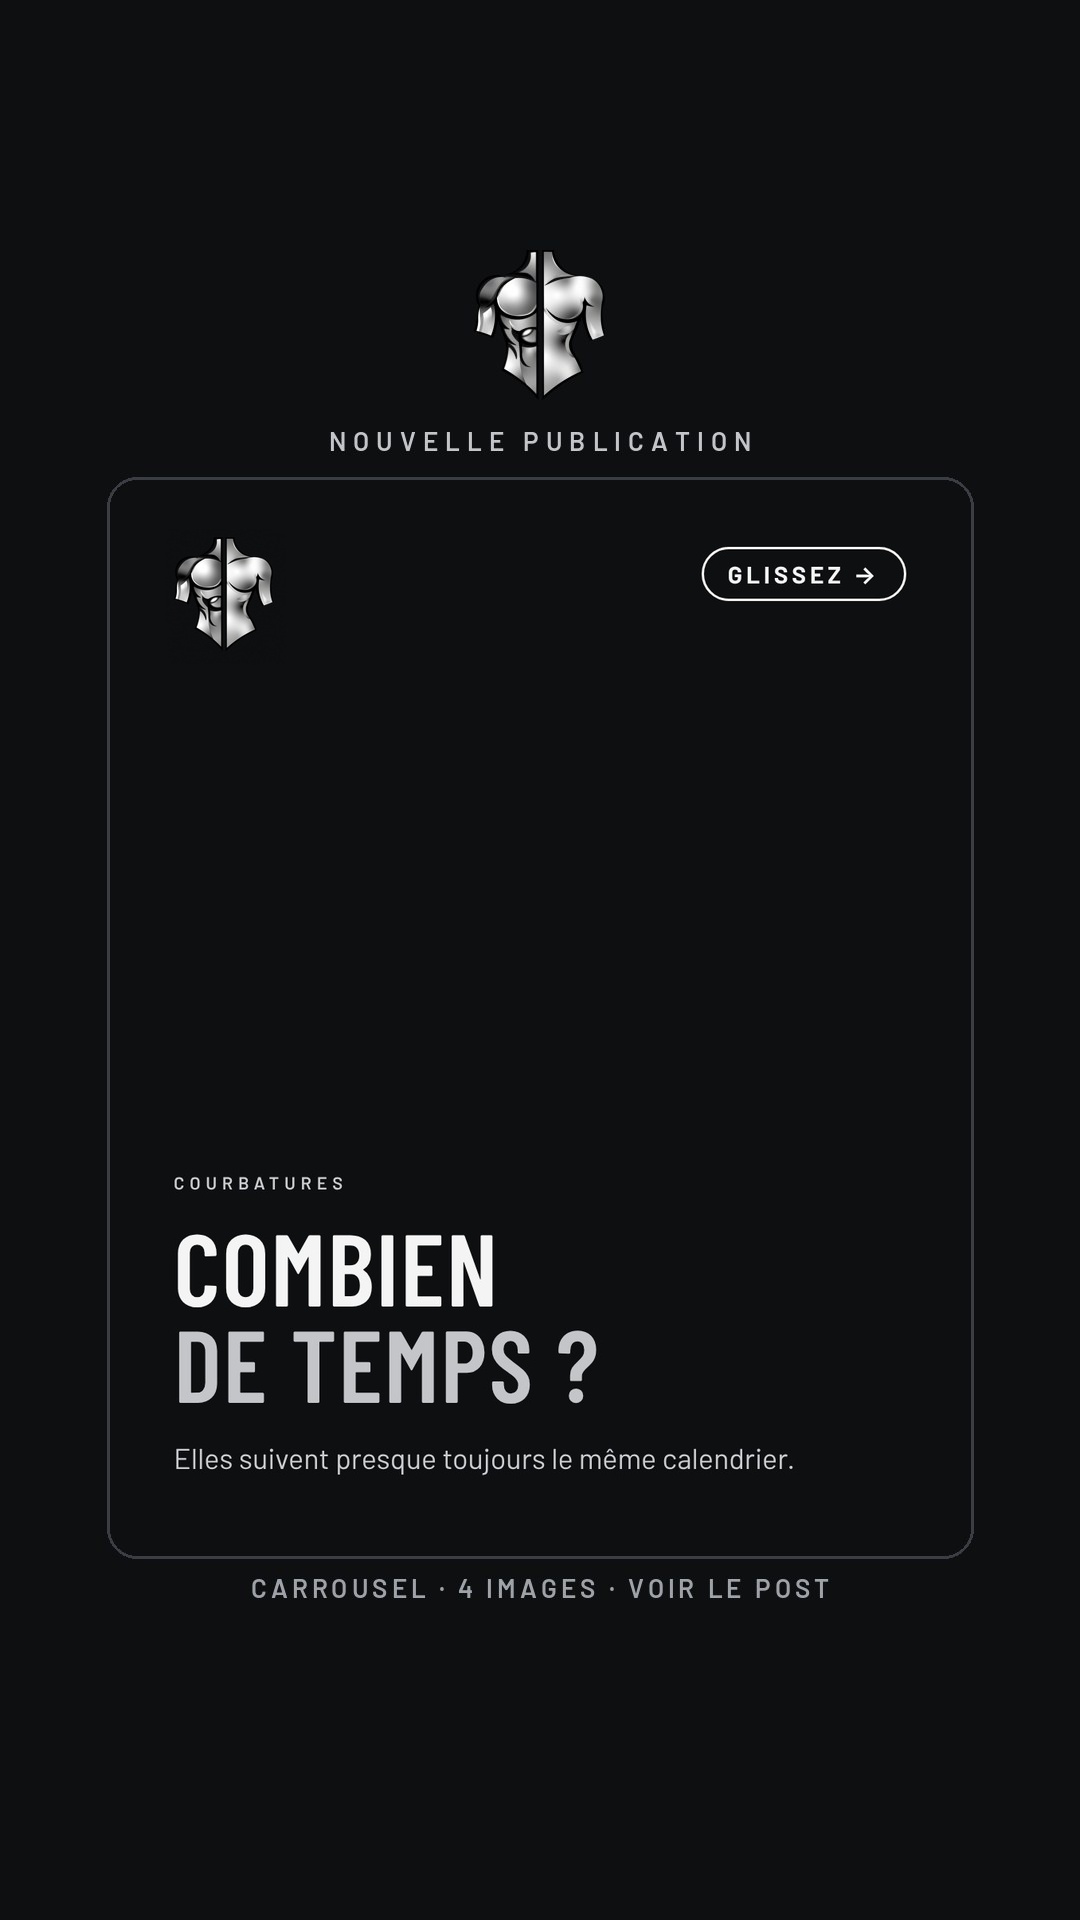 NOUVELLE PUBLICATION
GLISSEZ →
COURBATURES
COMBIEN
DE TEMPS ?
Elles suivent presque toujours le même calendrier.
CARROUSEL · 4 IMAGES · VOIR LE POST